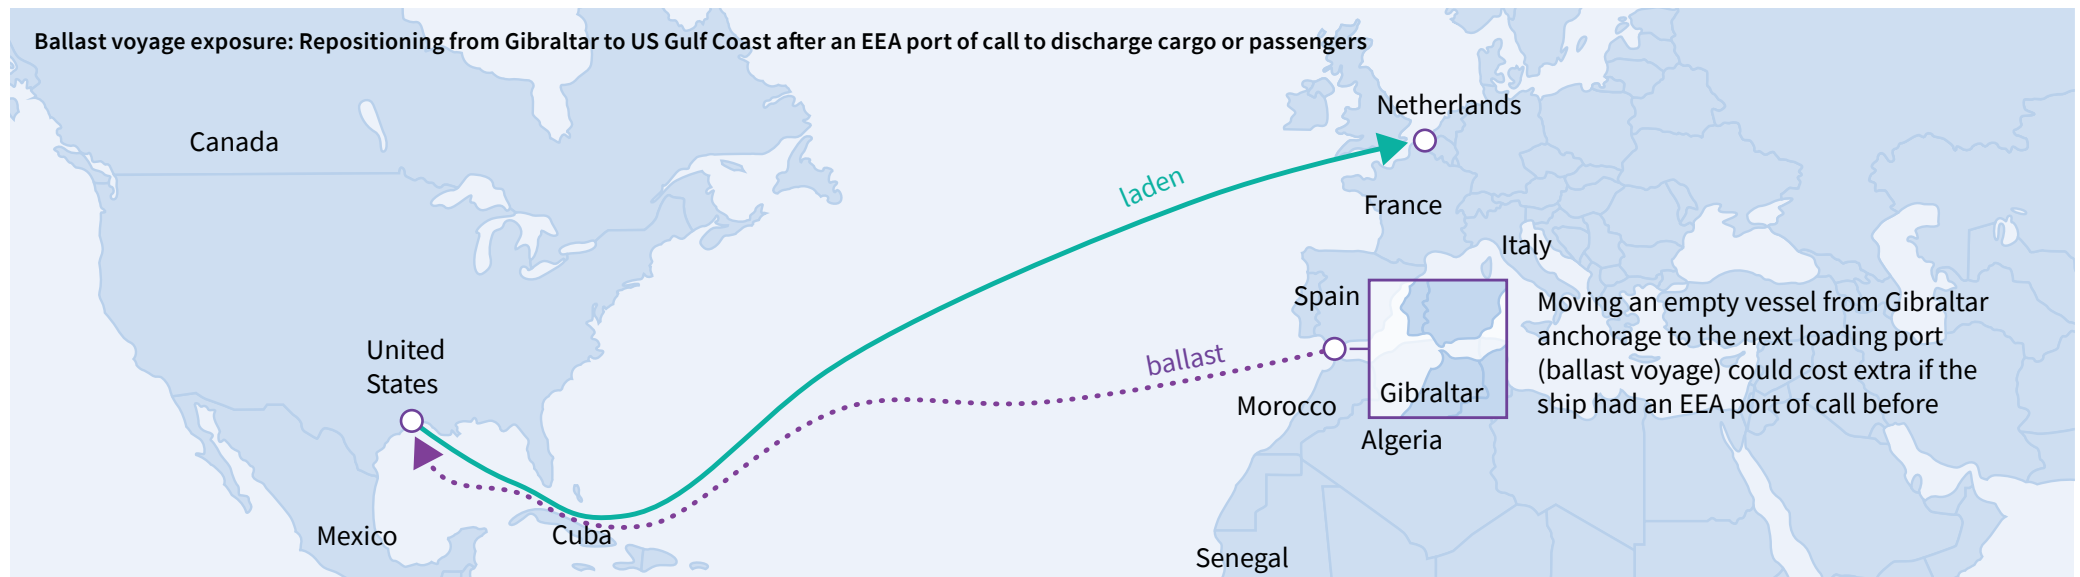 Ballast voyage exposure: Repositioning from Gibraltar to US Gulf Coast after an EEA port of call to discharge cargo or passengers
Netherlands
Canada
laden
France
Italy
Spain
Moving an empty vessel from Gibraltar
anchorage to the next loading port
(ballast voyage) could cost extra if the
ship had an EEA port of call before
United
States
ballast
Gibraltar
Morocco
Algeria
Mexico
Cuba
Senegal